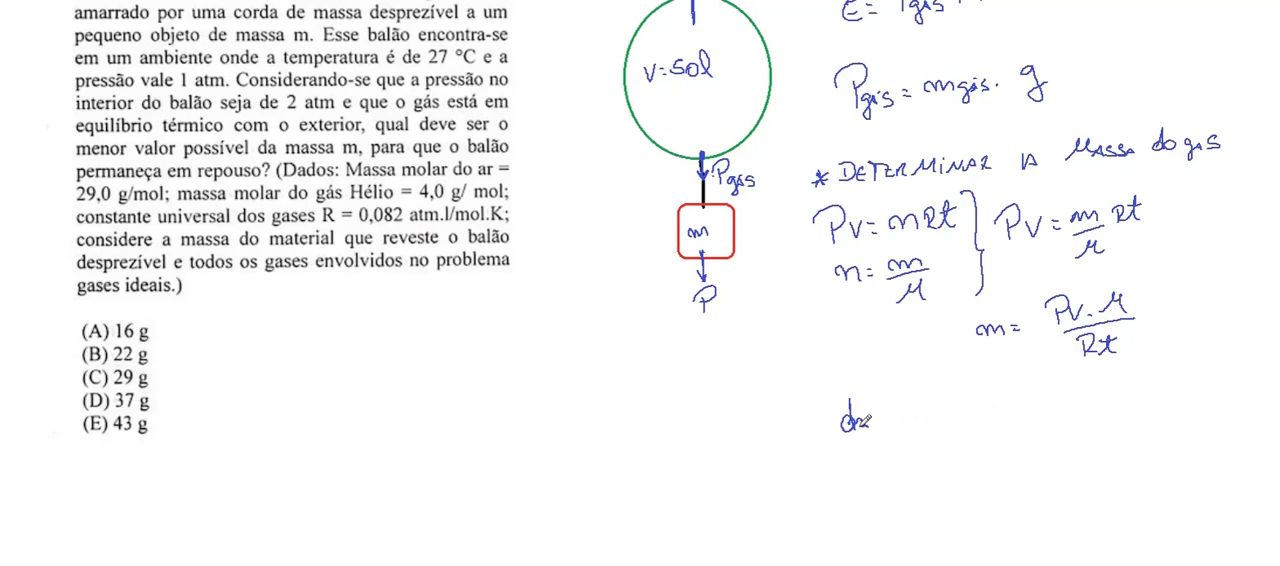 amarrado por uma corda de massa desprezível a um
pequeno objeto de massa m. Esse balão encontra-se
em um ambiente onde a temperatura é de 27 °C e a
pressão vale 1 atm. Considerando-se que a pressão no
interior do balão seja de 2 atm e que o gás está em
equilíbrio térmico com o exterior, qual deve ser o
menor valor possível da massa m, para que o balão
permaneça em repouso? (Dados: Massa molar do ar =
29,0 g/mol; massa molar do gás Hélio = 4,0 g/ mol;
constante universal dos gases R = 0,082 atm.l/mol.K;
considere a massa do material que reveste o balão
desprezível e todos os gases envolvidos no problema
gases ideais.)
(A) 16 g
(B) 22 g
(C) 29 g
(D) 37 g
(E) 43 g
V=50l
Pgás
m
P
E= Pgás
Pgás = mgás. g
* DETERMINAR A MASSA do gás
PV=nRt } PV = m/μ Rt
n= m/μ
m= PV.μ/Rt